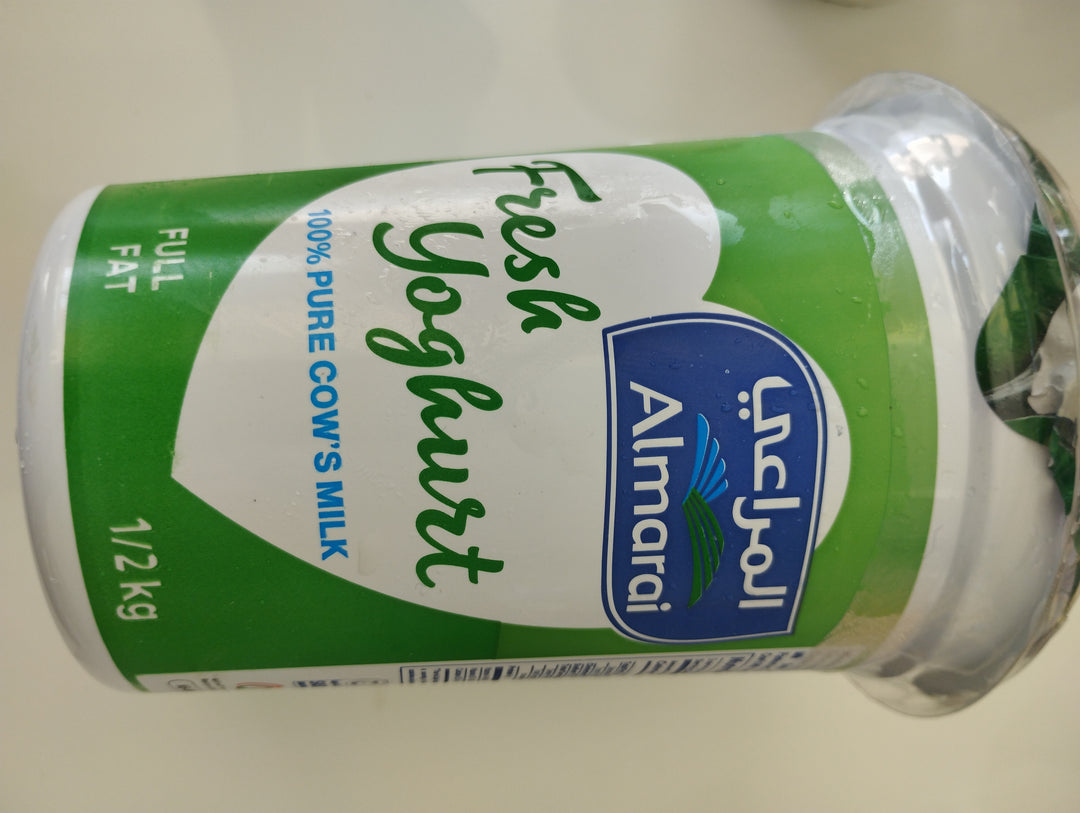 المراعي
Almarai
Fresh
Yoghurt
100% PURE COW'S MILK
FULL
FAT
1/2 kg